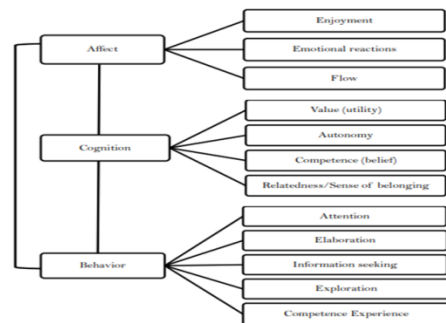 Affect
Enjoyment
Emotional reactions
Flow
Cognition
Value (utility)
Autonomy
Competence (belief)
Relatedness/Sense of belonging
Behavior
Attention
Elaboration
Information seeking
Exploration
Competence Experience